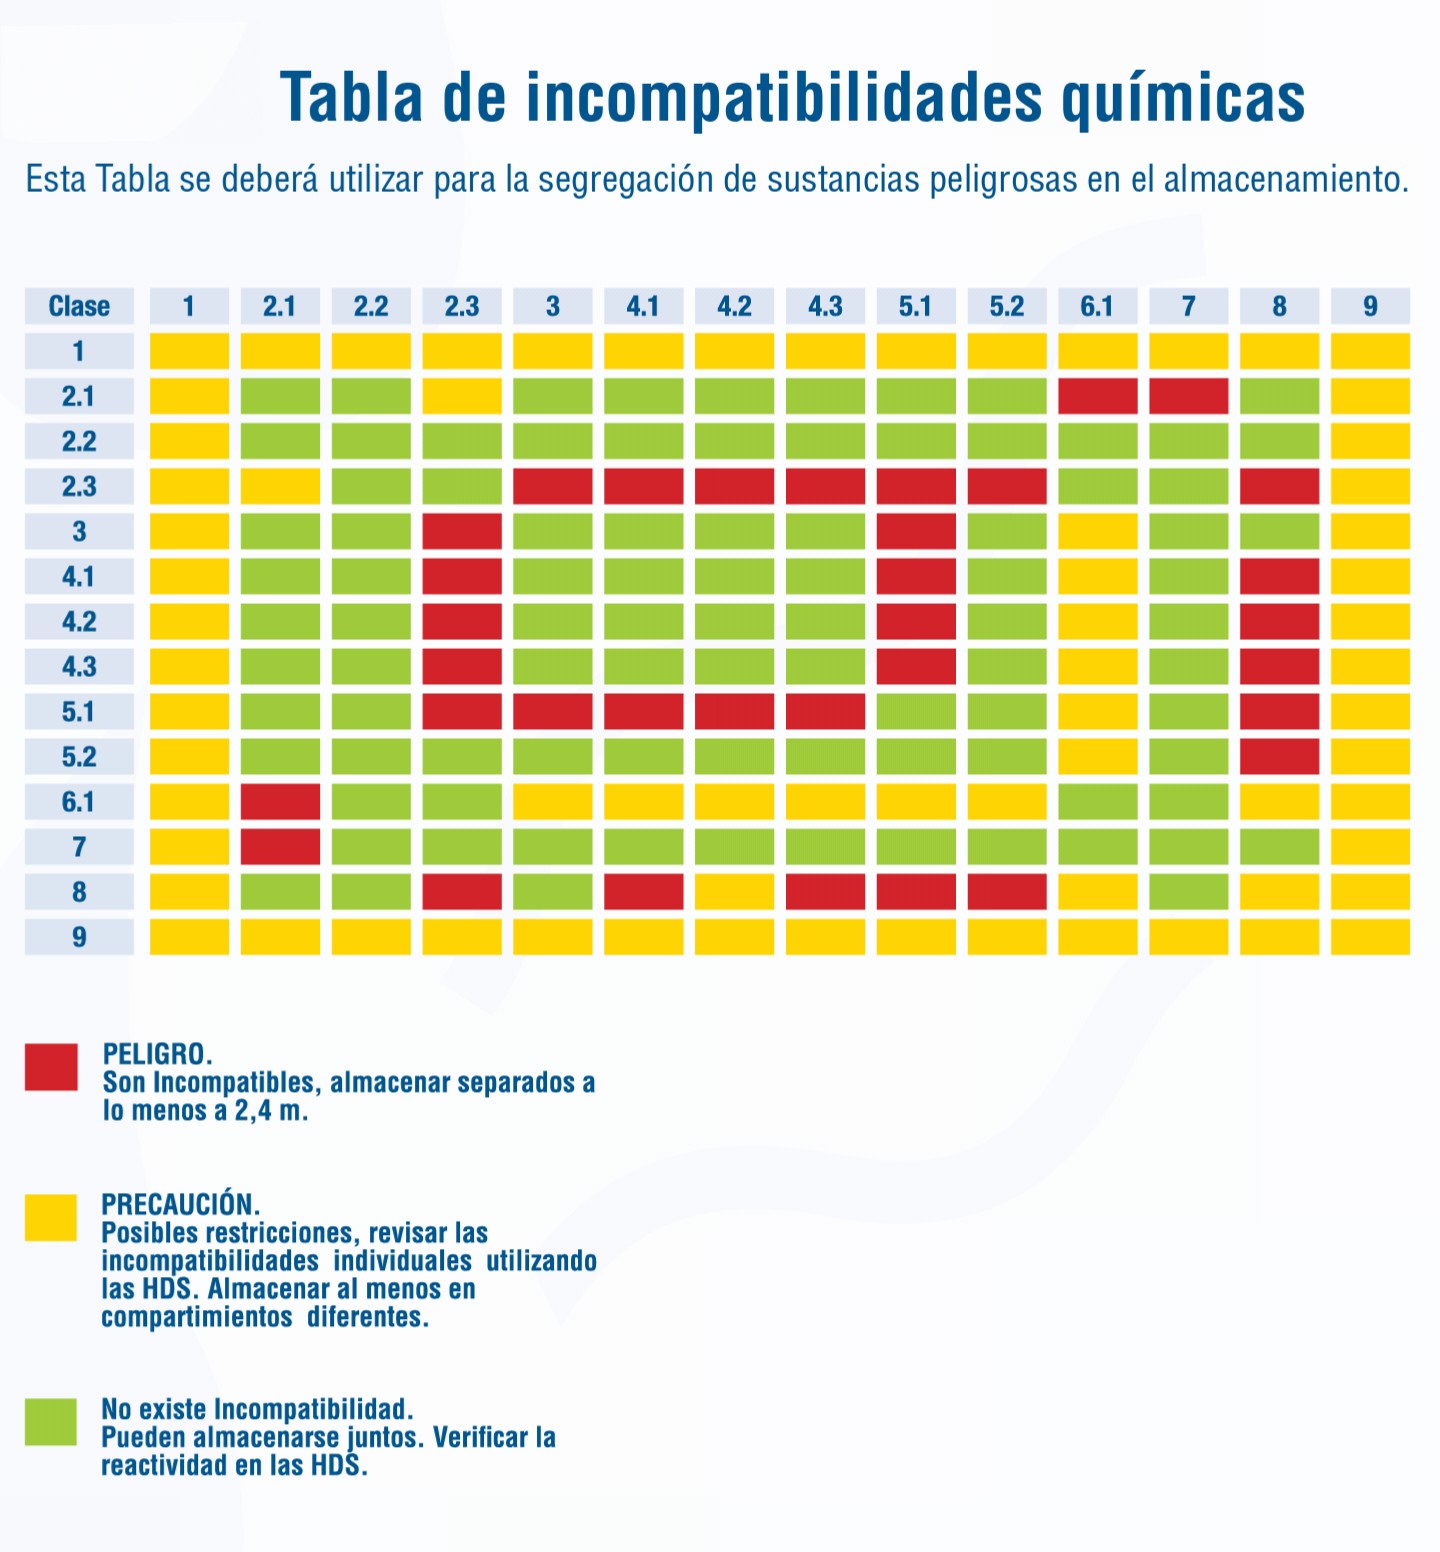 Tabla de incompatibilidades químicas
Esta Tabla se deberá utilizar para la segregación de sustancias peligrosas en el almacenamiento.
Clase 1 2.1 2.2 2.3 3 4.1 4.2 4.3 5.1 5.2 6.1 7 8 9
1
2.1
2.2
2.3
3
4.1
4.2
4.3
5.1
5.2
6.1
7
8
9
PELIGRO.
Son Incompatibles, almacenar separados a
lo menos a 2,4 m.
PRECAUCIÓN.
Posibles restricciones, revisar las
incompatibilidades individuales utilizando
las HDS. Almacenar al menos en
compartimientos diferentes.
No existe Incompatibilidad.
Pueden almacenarse juntos. Verificar la
reactividad en las HDS.